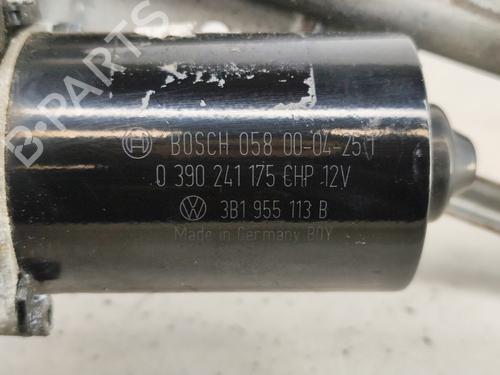 BOSCH 058 00-04-25\1
0 390 241 175 CHP 12V
3B1 955 113 B
Made in Germany BOY
B-PARTS